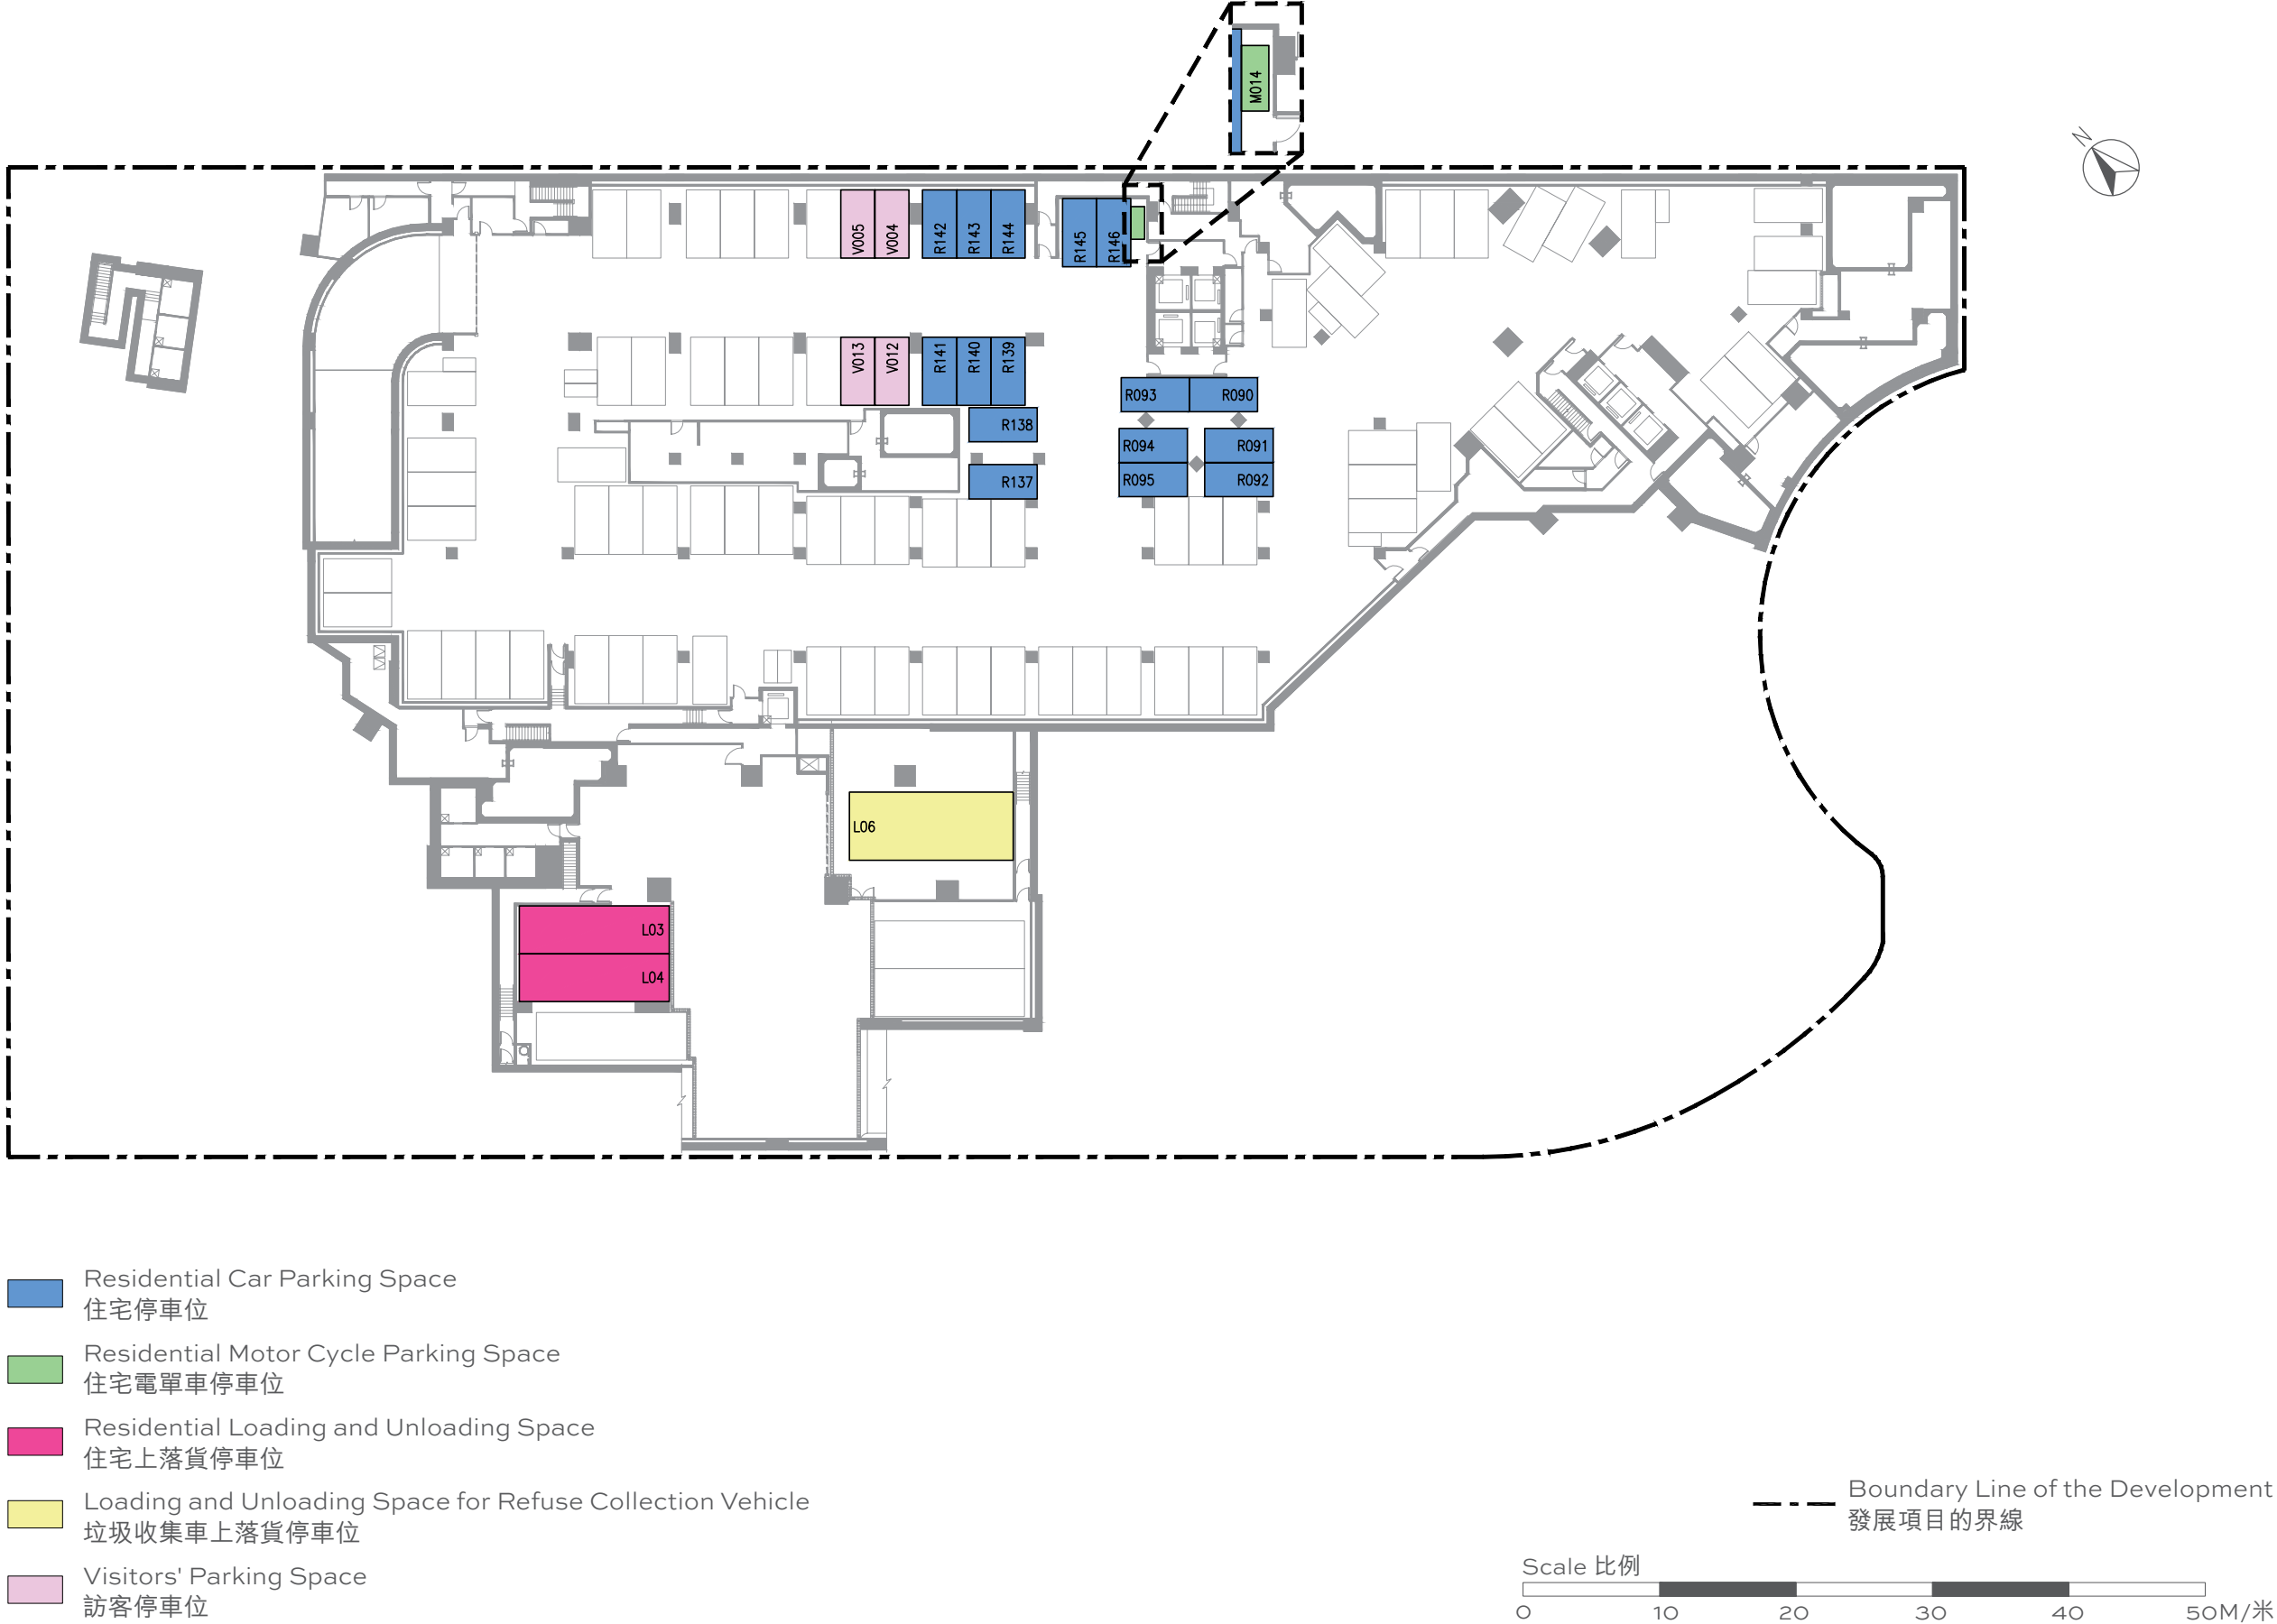 M014
N
V005
V004
R142
R143
R144
R145
R146
V013
V012
R141
R140
R139
R093
R090
R138
R094
R091
R137
R095
R092
L06
L03
L04
Residential Car Parking Space
住宅停車位
Residential Motor Cycle Parking Space
住宅電單車停車位
Residential Loading and Unloading Space
住宅上落貨停車位
Loading and Unloading Space for Refuse Collection Vehicle
垃圾收集車上落貨停車位
Visitors' Parking Space
訪客停車位
Boundary Line of the Development
發展項目的界線
Scale 比例
0 10 20 30 40 50M/米